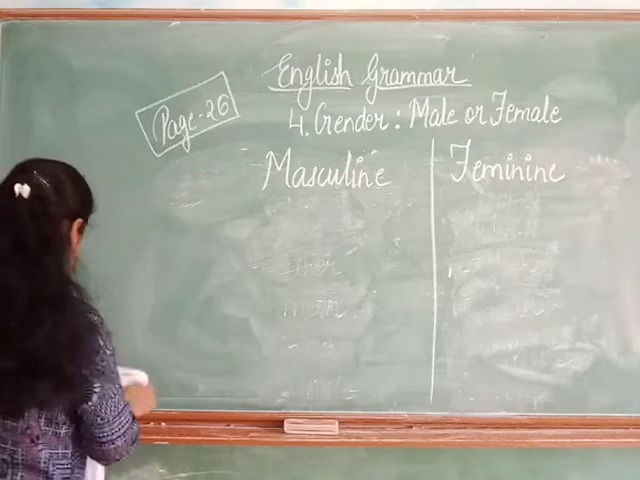 English Grammar
Page-26
4. Gender: Male or Female
Masculine
Feminine